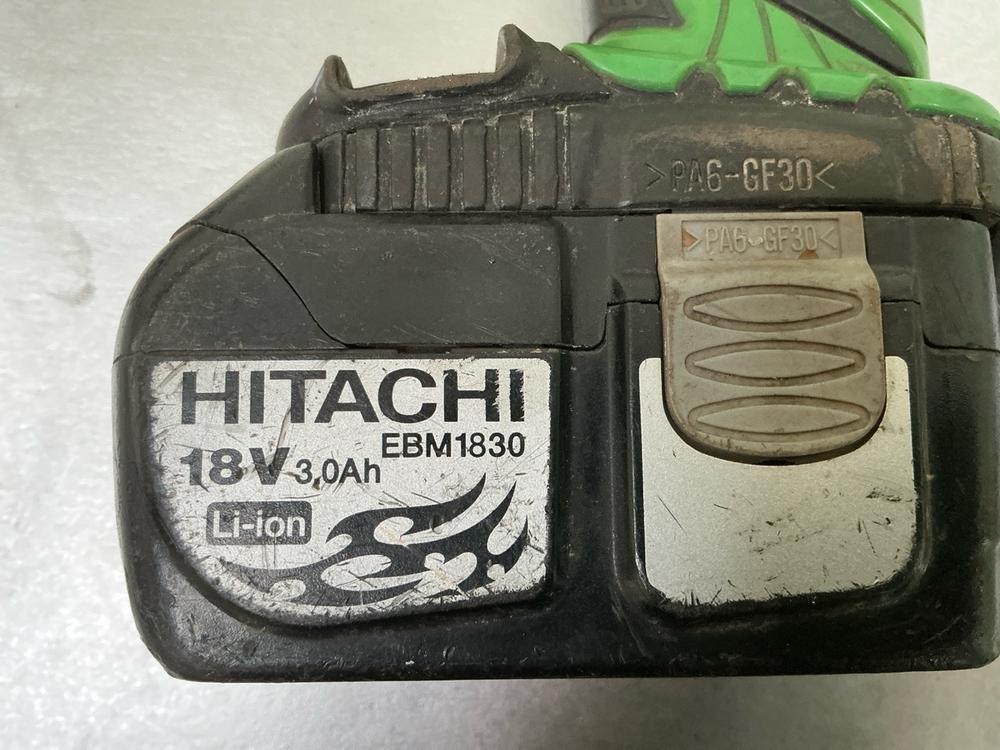 >PA6-GF30<
>PA6-GF30<
HITACHI
EBM1830
18V 3.0Ah
Li-ion